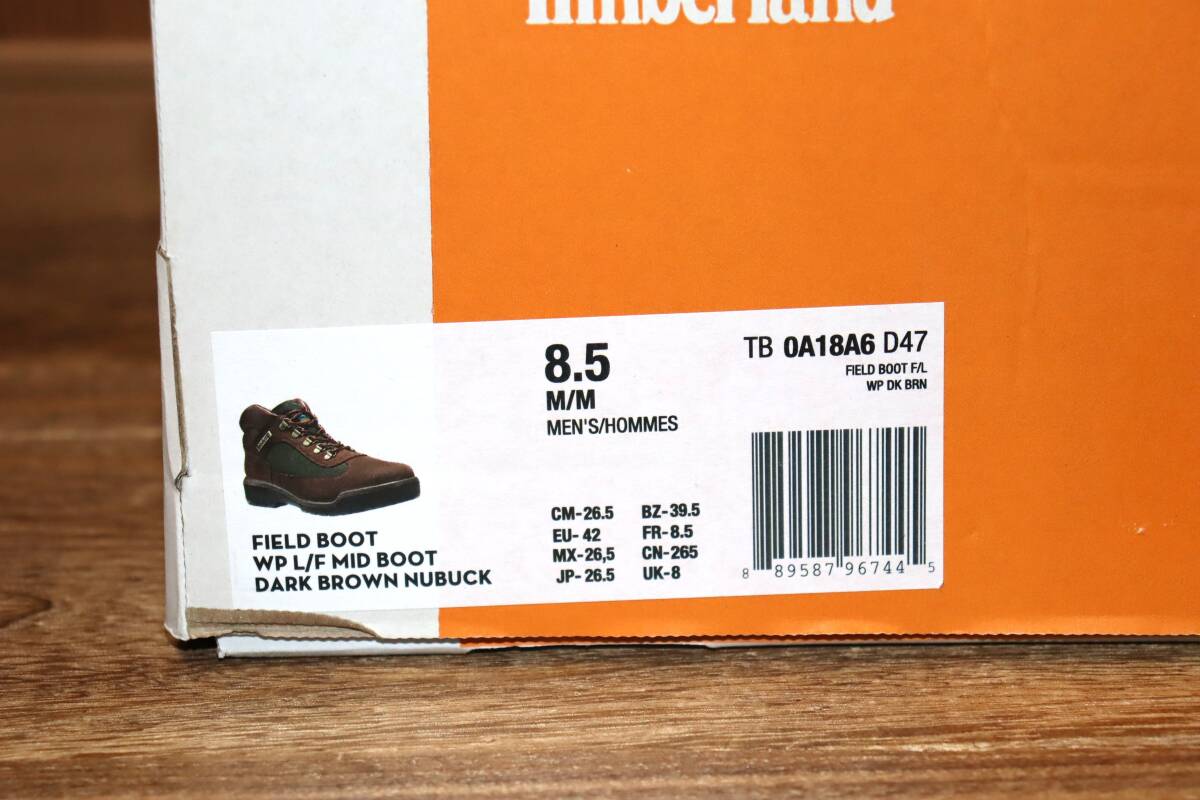 Timberland
8.5
M/M
MEN'S/HOMMES
TB 0A18A6 D47
FIELD BOOT F/L
WP DK BRN
FIELD BOOT
WP L/F MID BOOT
DARK BROWN NUBUCK
CM-26.5 BZ-39.5
EU- 42 FR-8.5
MX-26,5 CN-265
JP- 26.5 UK-8
8 89587 96744 5